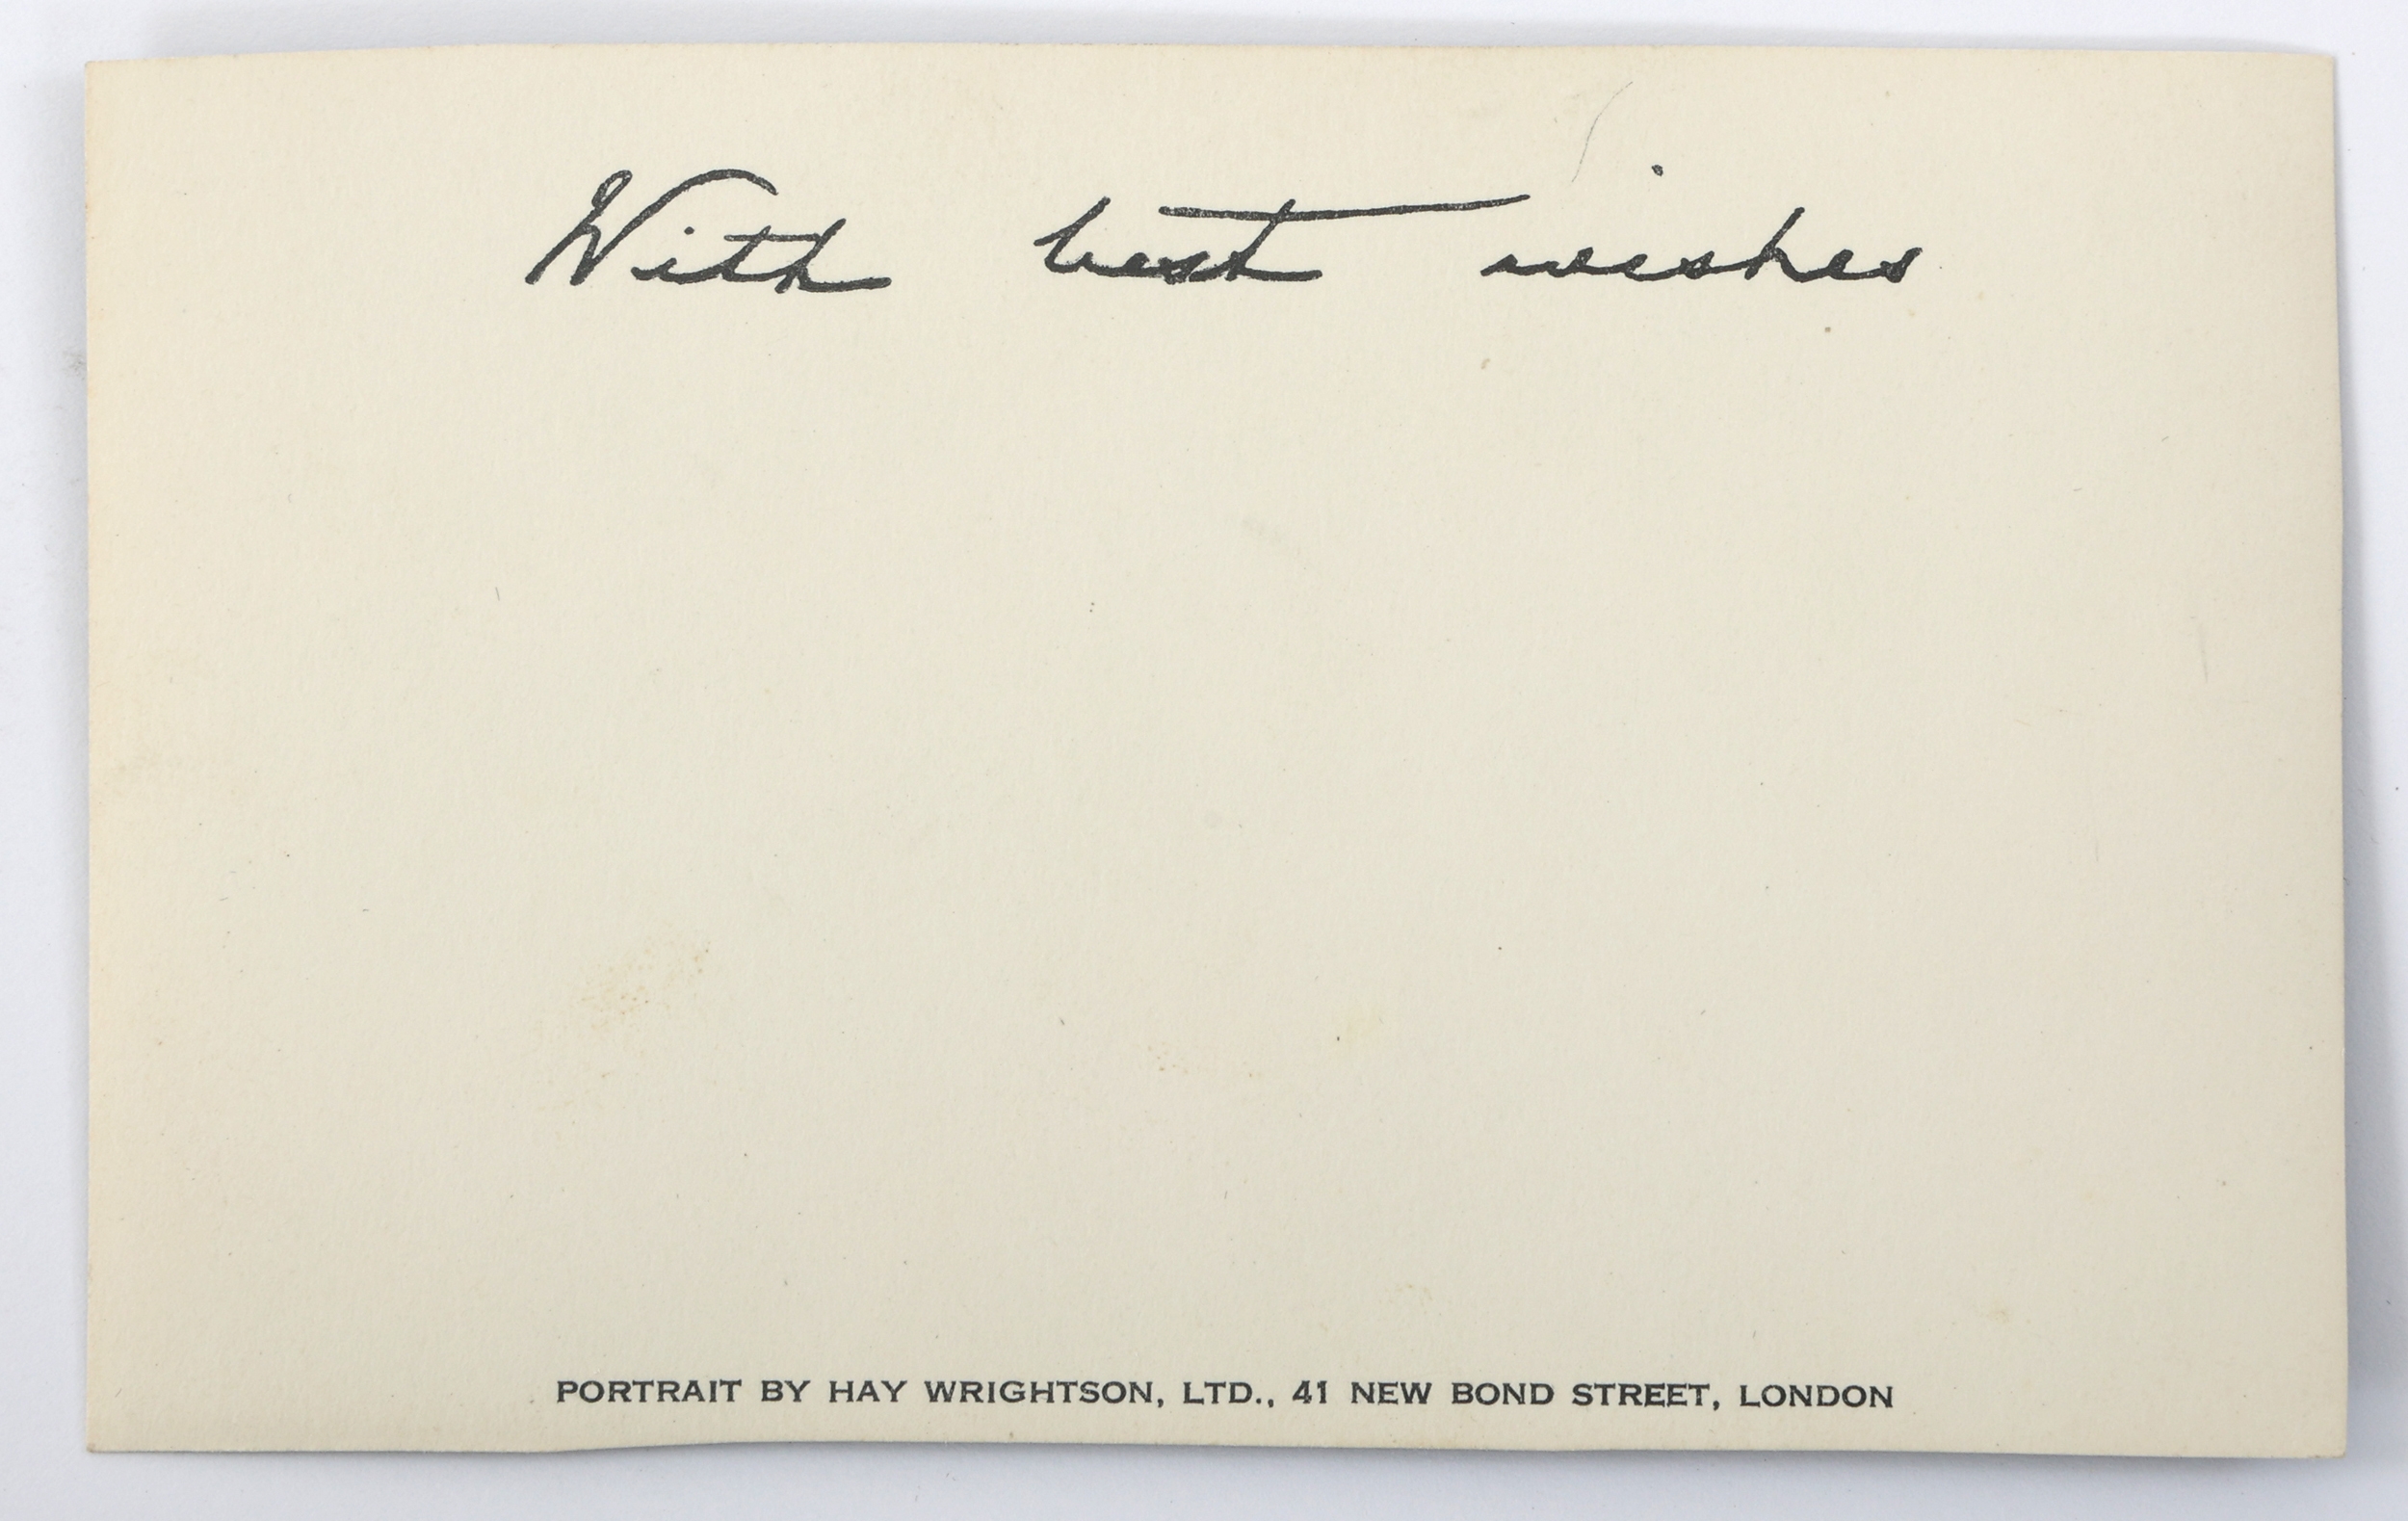 With best wishes
PORTRAIT BY HAY WRIGHTSON, LTD., 41 NEW BOND STREET, LONDON